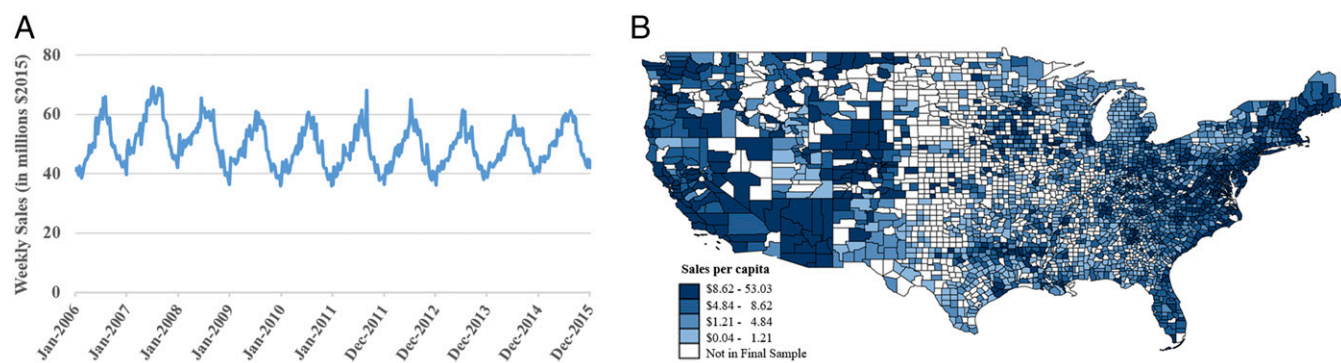 A
Weekly Sales (in millions $2015)
80
60
40
20
0
Jan-2006
Jan-2007
Jan-2008
Jan-2009
Jan-2010
Jan-2011
Dec-2011
Dec-2012
Dec-2013
Dec-2014
Dec-2015
B
Sales per capita
$8.62 - 53.03
$4.84 - 8.62
$1.21 - 4.84
$0.04 - 1.21
Not in Final Sample